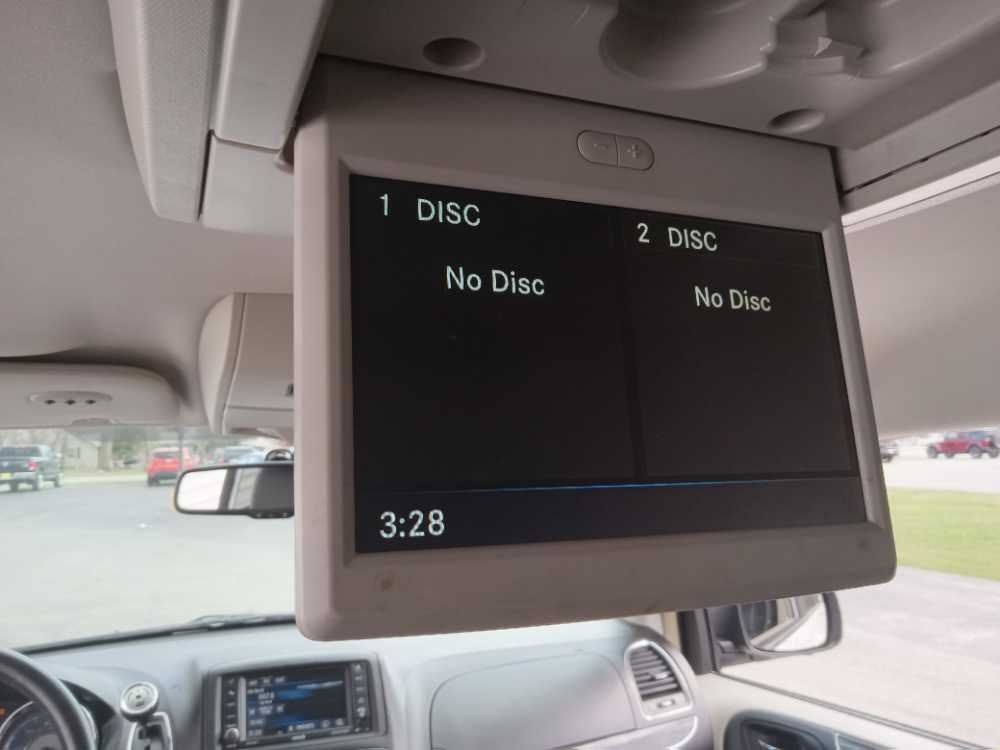 1 DISC
No Disc
2 DISC
No Disc
3:28